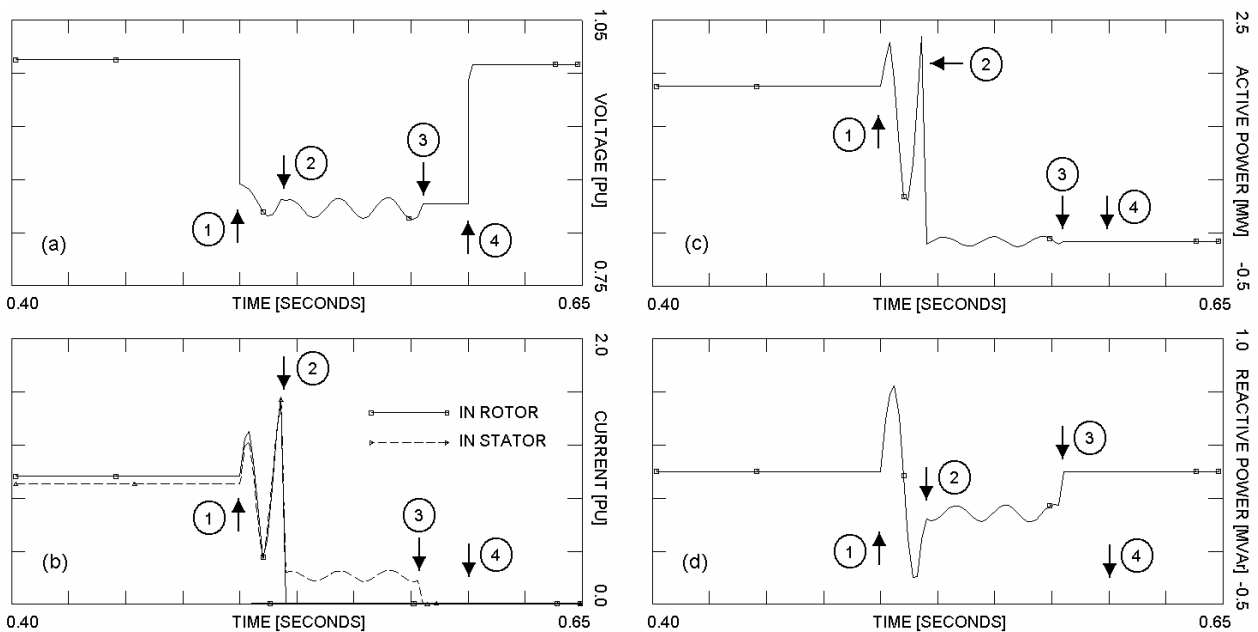 1.05
VOLTAGE [PU]
0.75
1
2
3
4
(a)
0.40
TIME [SECONDS]
0.65
2.5
ACTIVE POWER [MW]
-0.5
1
2
3
4
(c)
0.40
TIME [SECONDS]
0.65
2.0
CURRENT [PU]
0.0
IN ROTOR
IN STATOR
1
2
3
4
(b)
0.40
TIME [SECONDS]
0.65
1.0
REACTIVE POWER [MVAr]
-0.5
1
2
3
4
(d)
0.40
TIME [SECONDS]
0.65